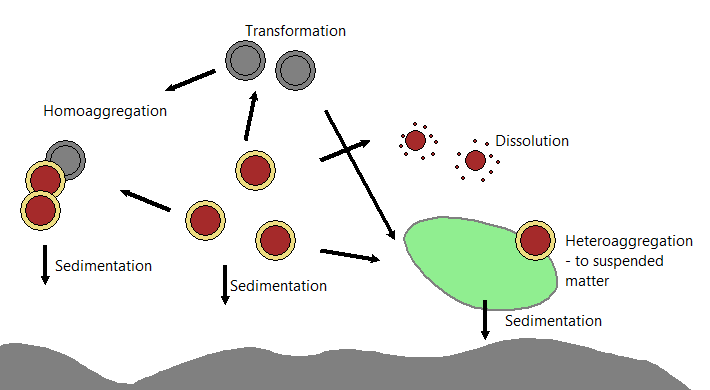 Transformation
Homoaggregation
Dissolution
Heteroaggregation
- to suspended
matter
Sedimentation
Sedimentation
Sedimentation